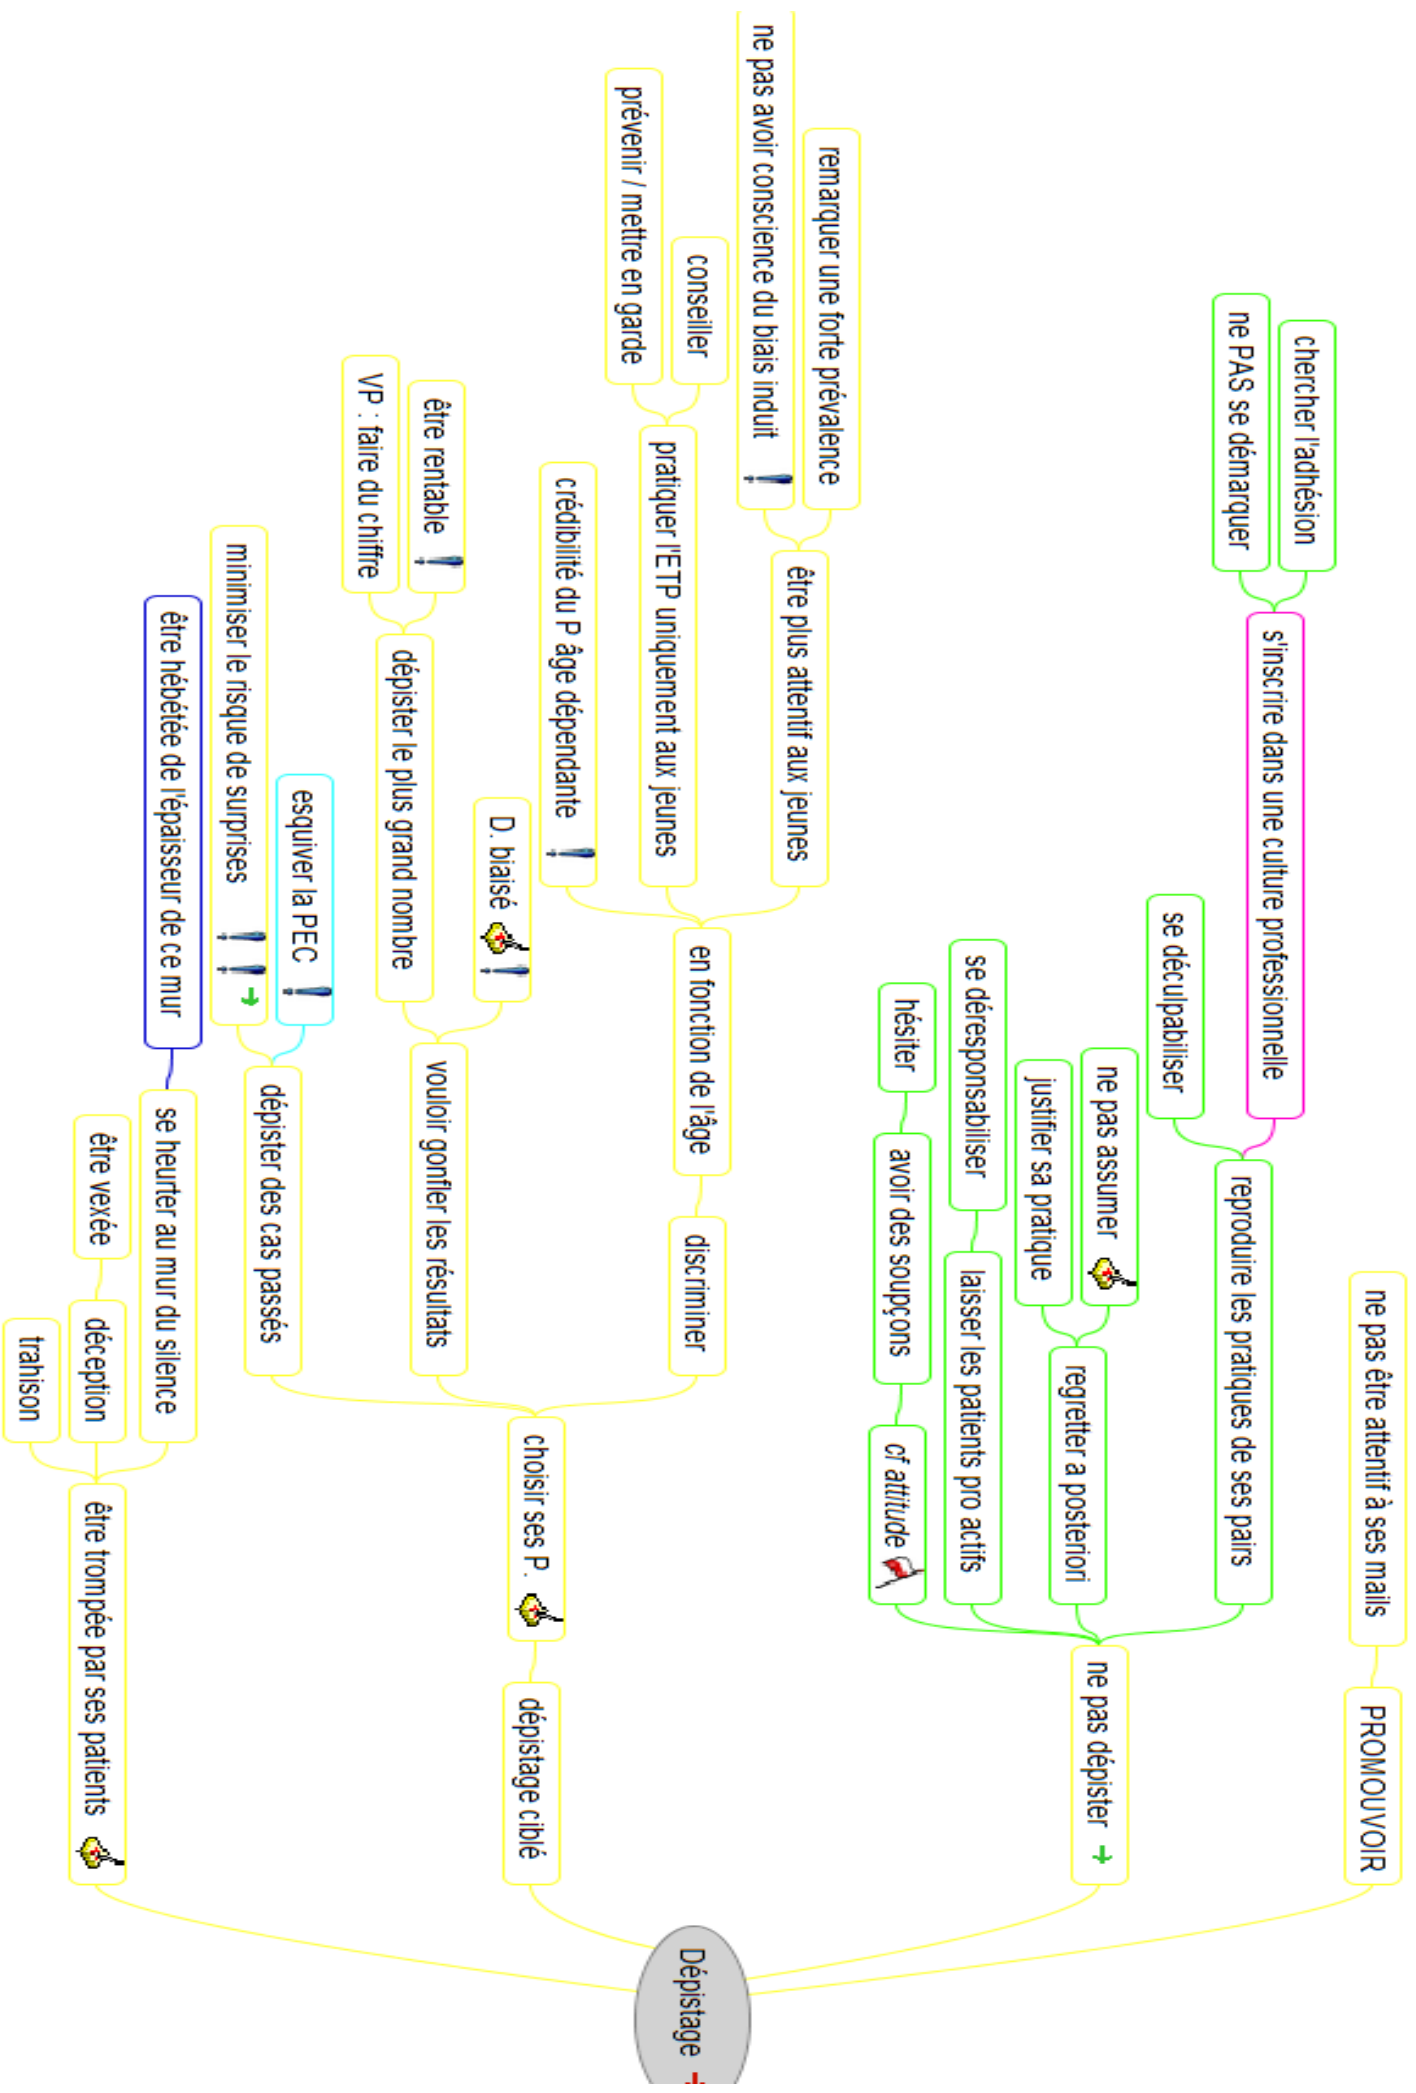 ne pas être attentif à ses mails
PROMOUVOIR
chercher l'adhésion
ne PAS se démarquer
s'inscrire dans une culture professionnelle
se déculpabiliser
reproduire les pratiques de ses pairs
ne pas assumer
justifier sa pratique
regretter a posteriori
se déresponsabiliser
laisser les patients pro actifs
hésiter
avoir des soupçons
cf attitude
ne pas dépister
remarquer une forte prévalence
ne pas avoir conscience du biais induit
être plus attentif aux jeunes
conseiller
prévenir / mettre en garde
pratiquer l'ETP uniquement aux jeunes
crédibilité du P âge dépendante
en fonction de l'âge
discriminer
D. biaisé
être rentable
VP : faire du chiffre
dépister le plus grand nombre
vouloir gonfler les résultats
esquiver la PEC
minimiser le risque de surprises
dépister des cas passés
choisir ses P.
dépistage ciblé
être hébétée de l'épaisseur de ce mur
se heurter au mur du silence
être vexée
déception
trahison
être trompée par ses patients
Dépistage